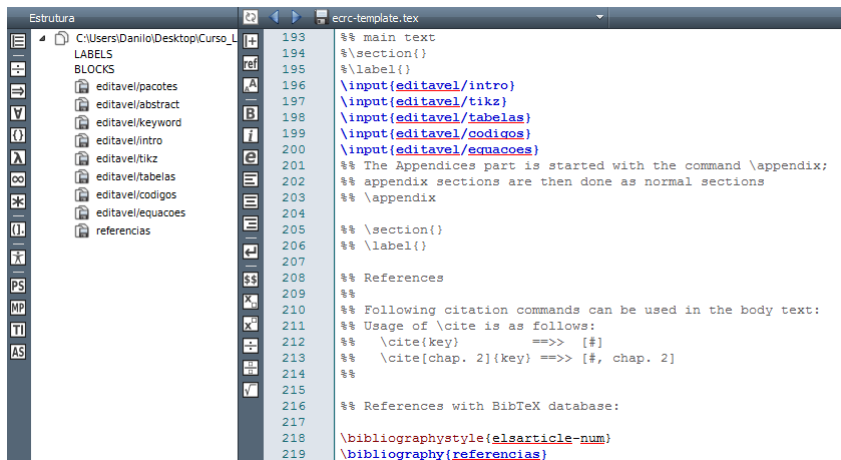 Estrutura
ecrc-template.tex
C:\Users\Danilo\Desktop\Curso_L
LABELS
BLOCKS
editavel/pacotes
editavel/abstract
editavel/keyword
editavel/intro
editavel/tikz
editavel/tabelas
editavel/codigos
editavel/equacoes
referencias
PS
MP
TI
AS
ref
B
i
e
$$
193 %% main text
194 %\section{}
195 %\label{}
196 \input{editavel/intro}
197 \input{editavel/tikz}
198 \input{editavel/tabelas}
199 \input{editavel/codigos}
200 \input{editavel/equacoes}
201 %% The Appendices part is started with the command \appendix;
202 %% appendix sections are then done as normal sections
203 %% \appendix
204
205 %% \section{}
206 %% \label{}
207
208 %% References
209 %%
210 %% Following citation commands can be used in the body text:
211 %% Usage of \cite is as follows:
212 %%   \cite{key}         ==>>  [#]
213 %%   \cite[chap. 2]{key} ==>> [#, chap. 2]
214 %%
215
216 %% References with BibTeX database:
217
218 \bibliographystyle{elsarticle-num}
219 \bibliography{referencias}